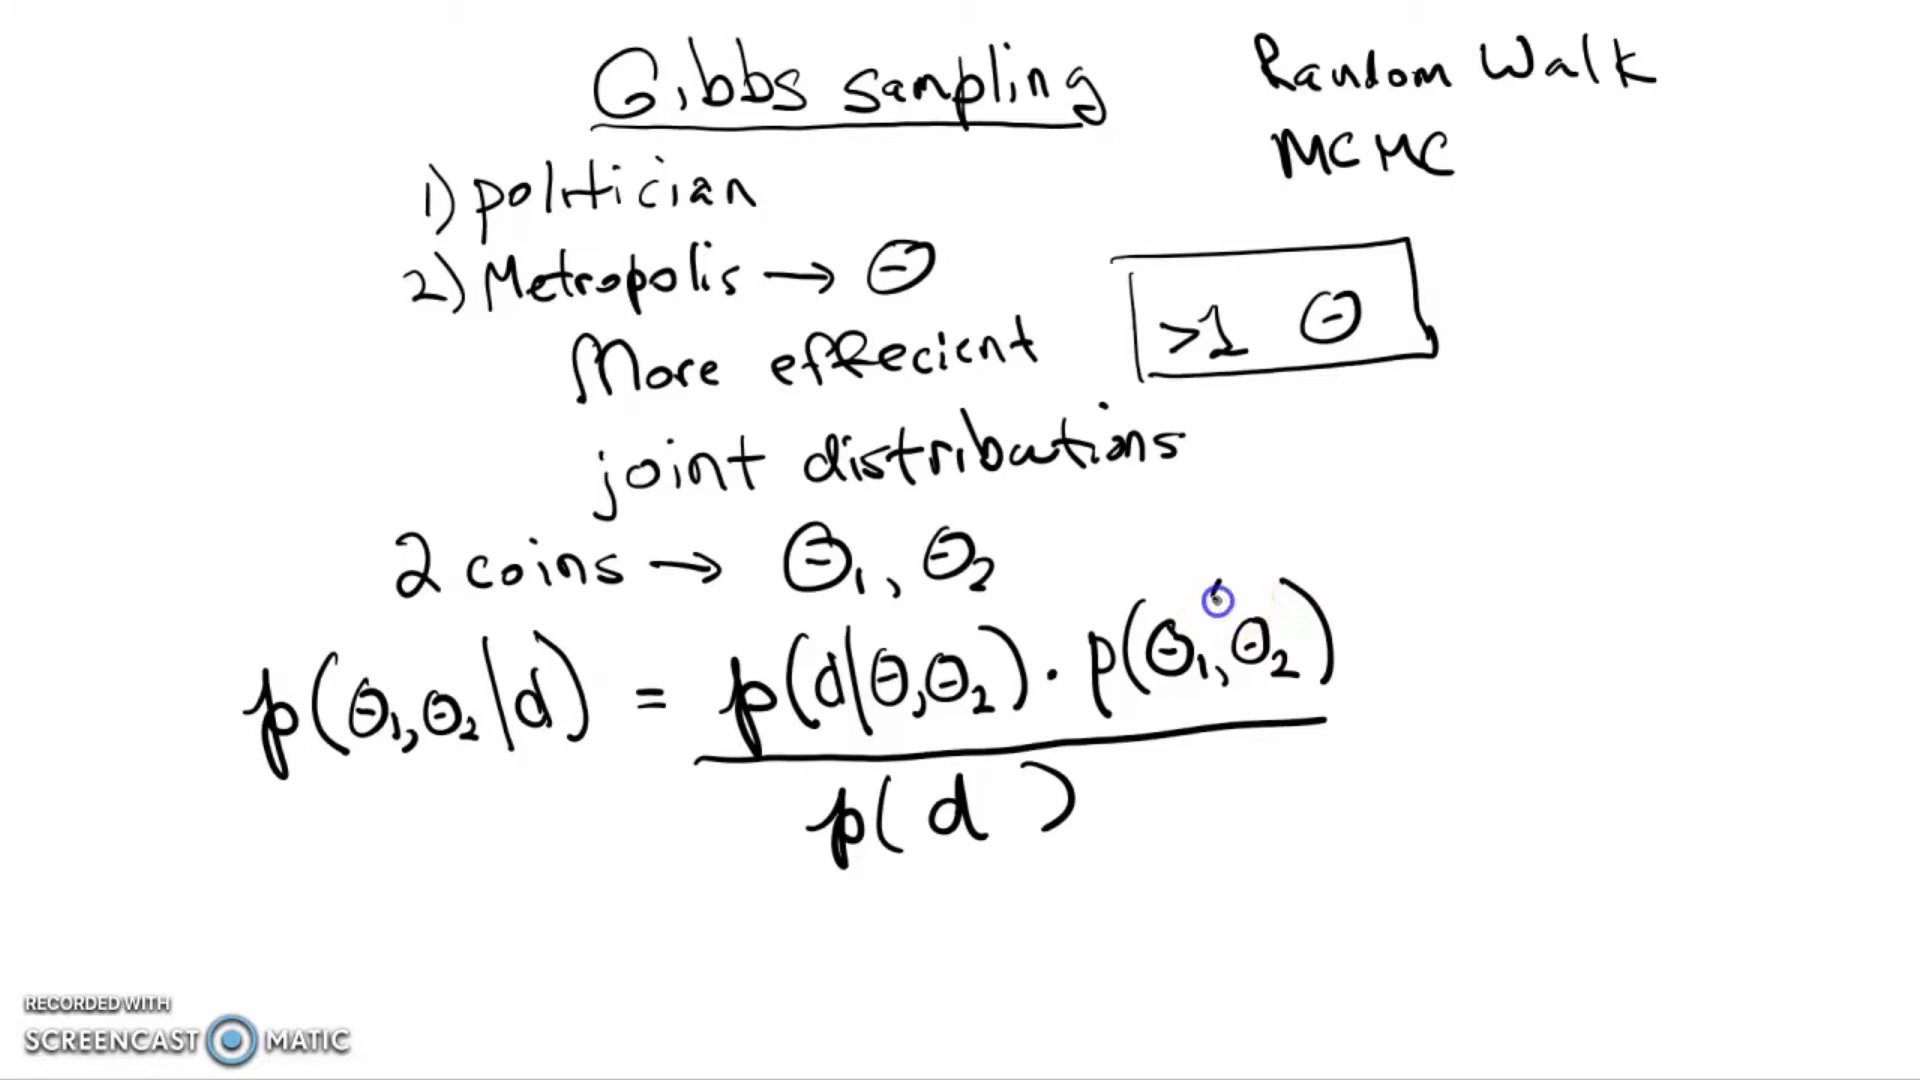 Gibbs sampling
Random Walk
MCMC
1) politician
2) Metropolis → Θ
>1 Θ
More effecient
joint distributions
2 coins → Θ₁, Θ₂
p(Θ₁,Θ₂|d) = p(d|Θ,Θ₂) · p(Θ₁,Θ₂)
p(d)
RECORDED WITH
SCREENCAST MATIC